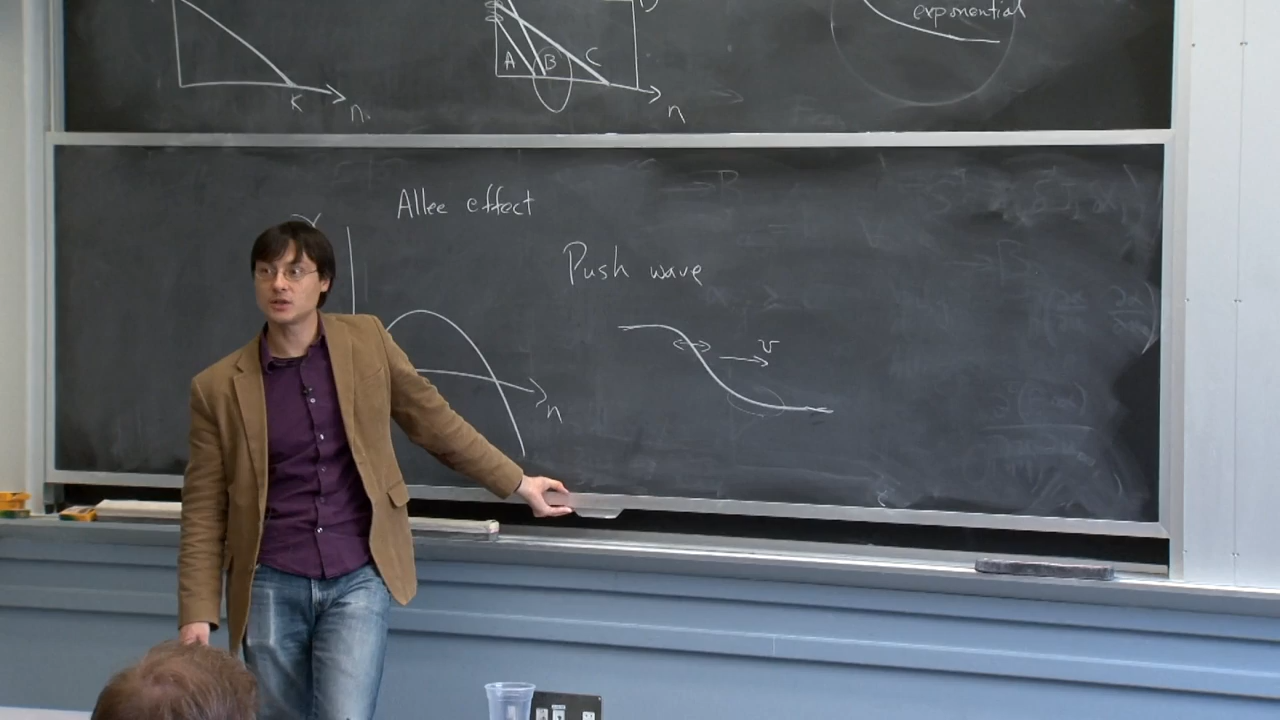 exponential
A B C
K
n
n
Allee effect
γ
Push wave
v
n